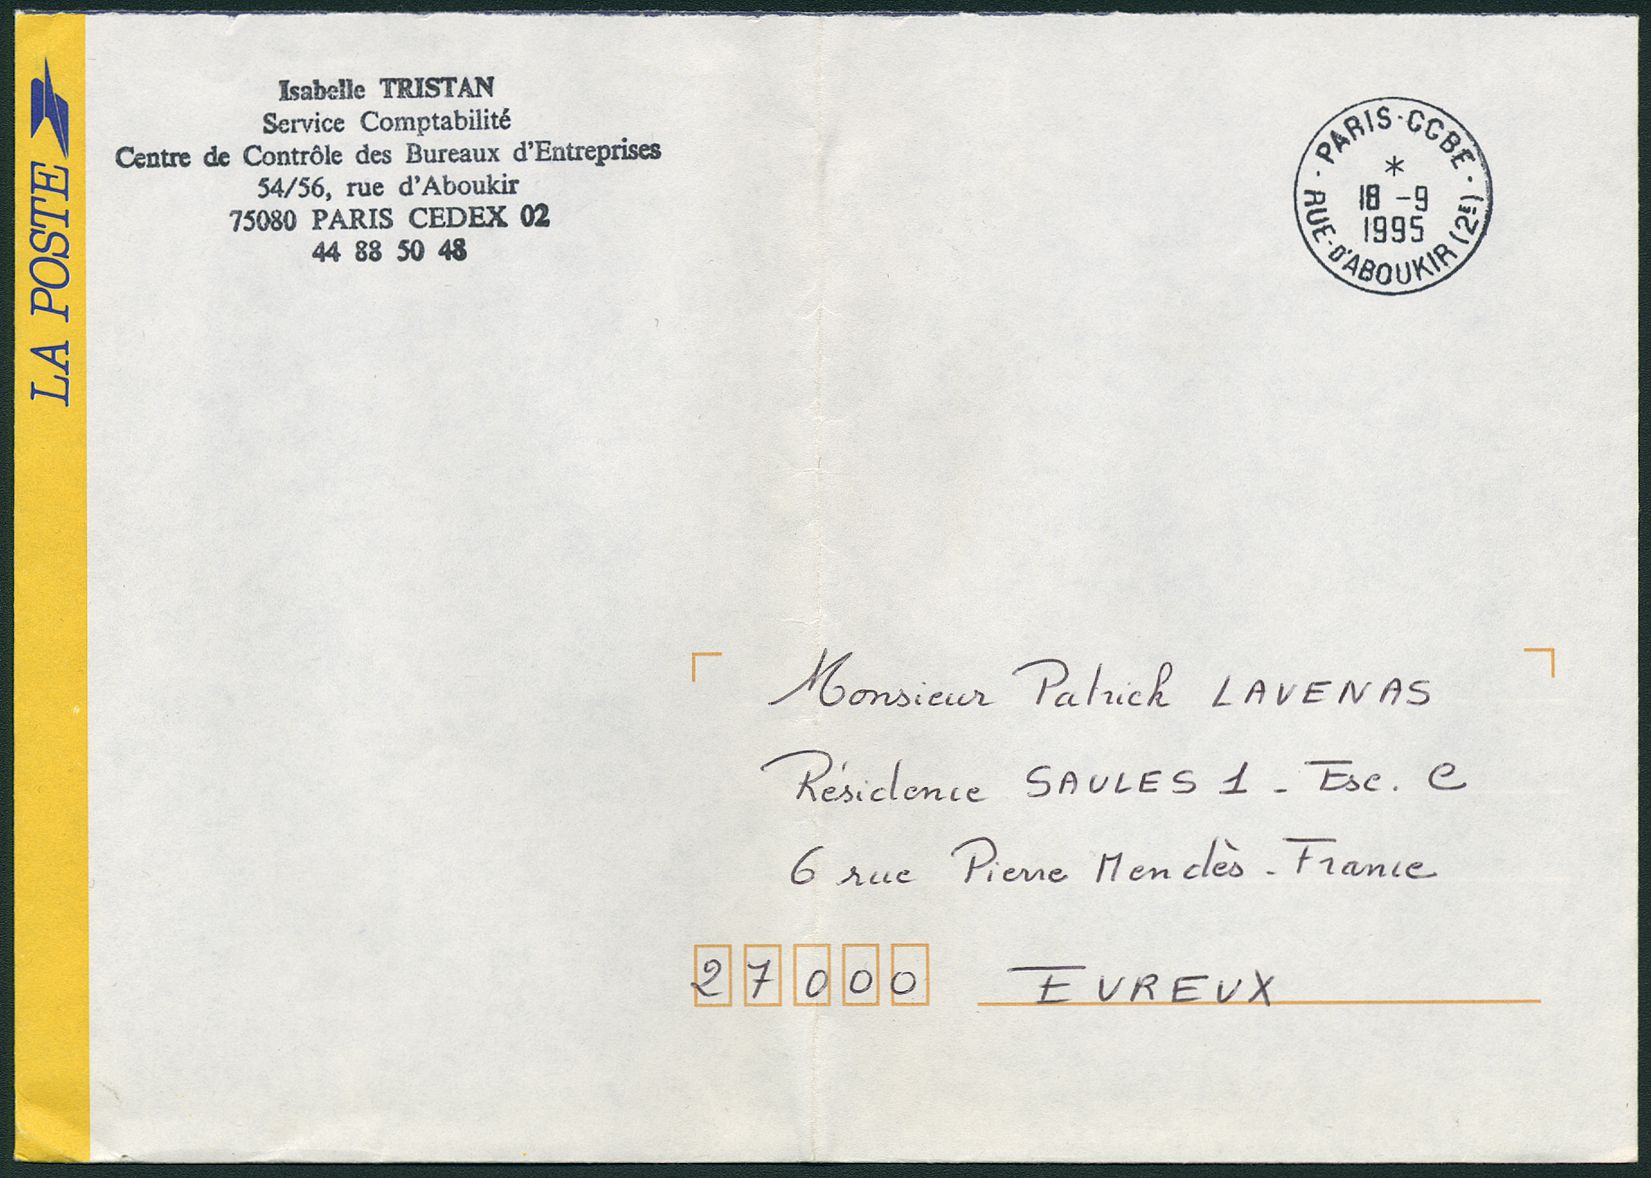 LA POSTE
Isabelle TRISTAN
Service Comptabilité
Centre de Contrôle des Bureaux d'Entreprises
54/56, rue d'Aboukir
75080 PARIS CEDEX 02
44 88 50 48
PARIS-CCBE
*
18 -9
1995
RUE-D'ABOUKIR (2E)
Monsieur Patrick LAVENAS
Résidence SAULES 1 - Esc. C
6 rue Pierre Mendès-France
27000 EVREUX